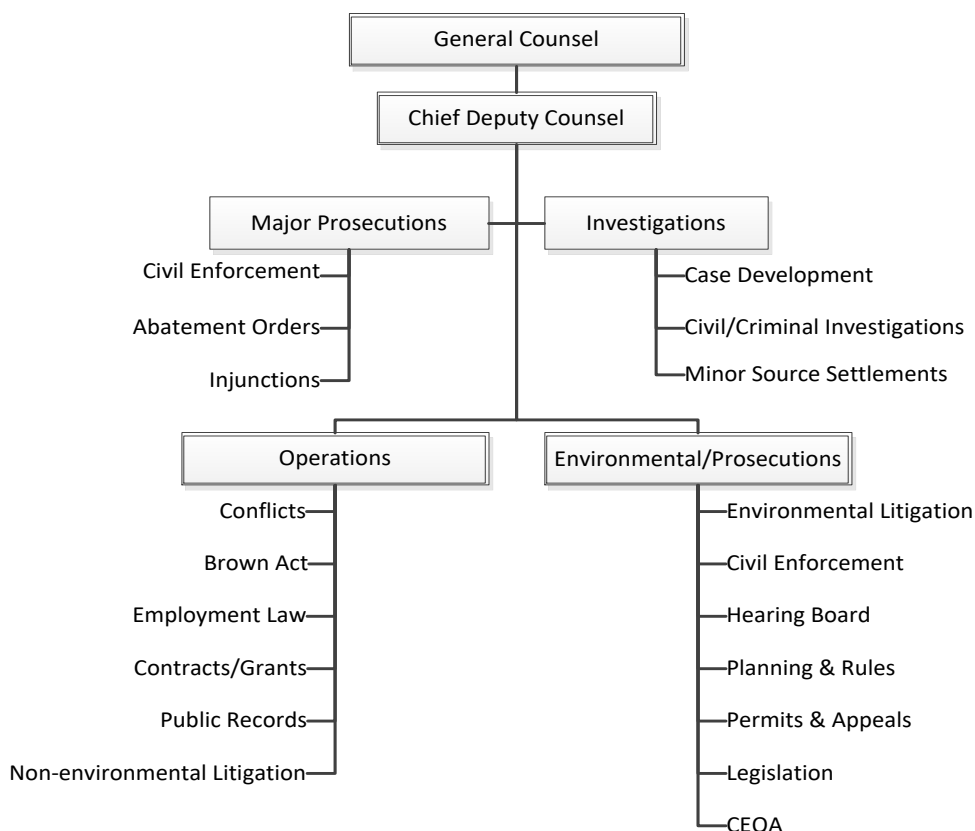 General Counsel
Chief Deputy Counsel
Major Prosecutions
Civil Enforcement
Abatement Orders
Injunctions
Investigations
Case Development
Civil/Criminal Investigations
Minor Source Settlements
Operations
Conflicts
Brown Act
Employment Law
Contracts/Grants
Public Records
Non-environmental Litigation
Environmental/Prosecutions
Environmental Litigation
Civil Enforcement
Hearing Board
Planning & Rules
Permits & Appeals
Legislation
CEQA